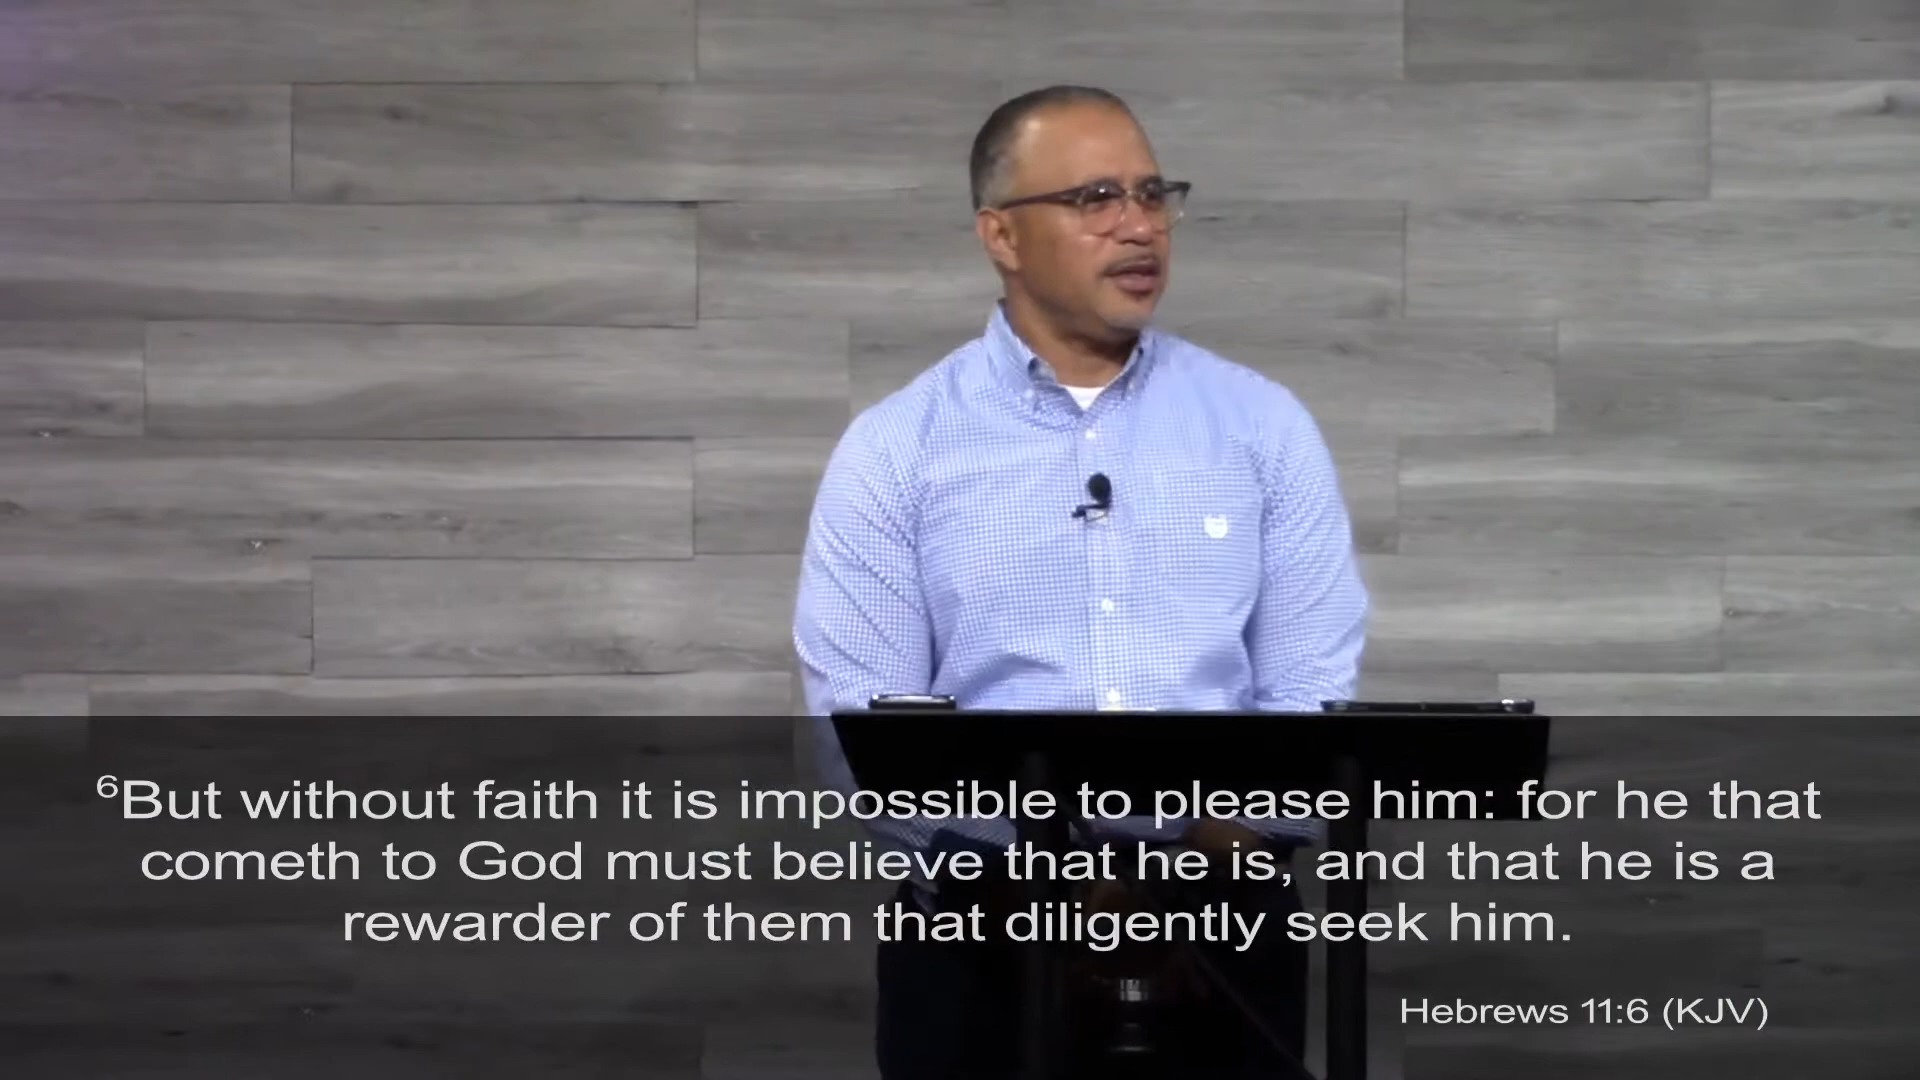 ⁶But without faith it is impossible to please him: for he that
cometh to God must believe that he is, and that he is a
rewarder of them that diligently seek him.
Hebrews 11:6 (KJV)